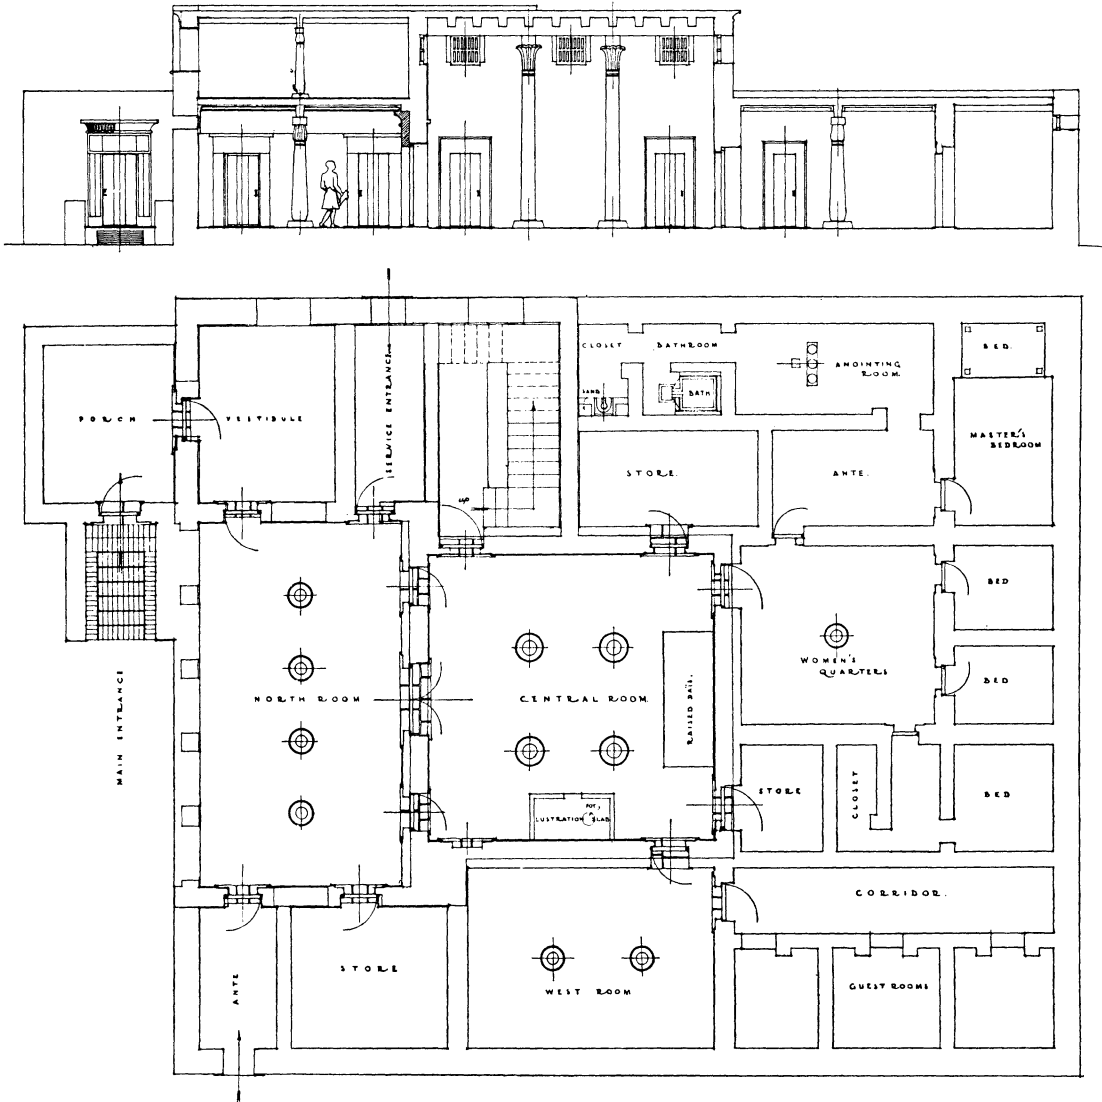 CLOSET
BATHROOM
ANOINTING
ROOM.
BED.
SAND
BATH
PORCH
VESTIBULE
SERVICE ENTRANCE
MASTER'S
BEDROOM
STORE.
ANTE.
UP
BED
WOMEN'S
QUARTERS
BED
NORTH ROOM
CENTRAL ROOM.
RAISED DAÏS.
MAIN ENTRANCE
STORE
CLOSET
BED
POT
LUSTRATION SLAB
CORRIDOR.
ANTE
STORE
WEST ROOM
GUEST ROOMS